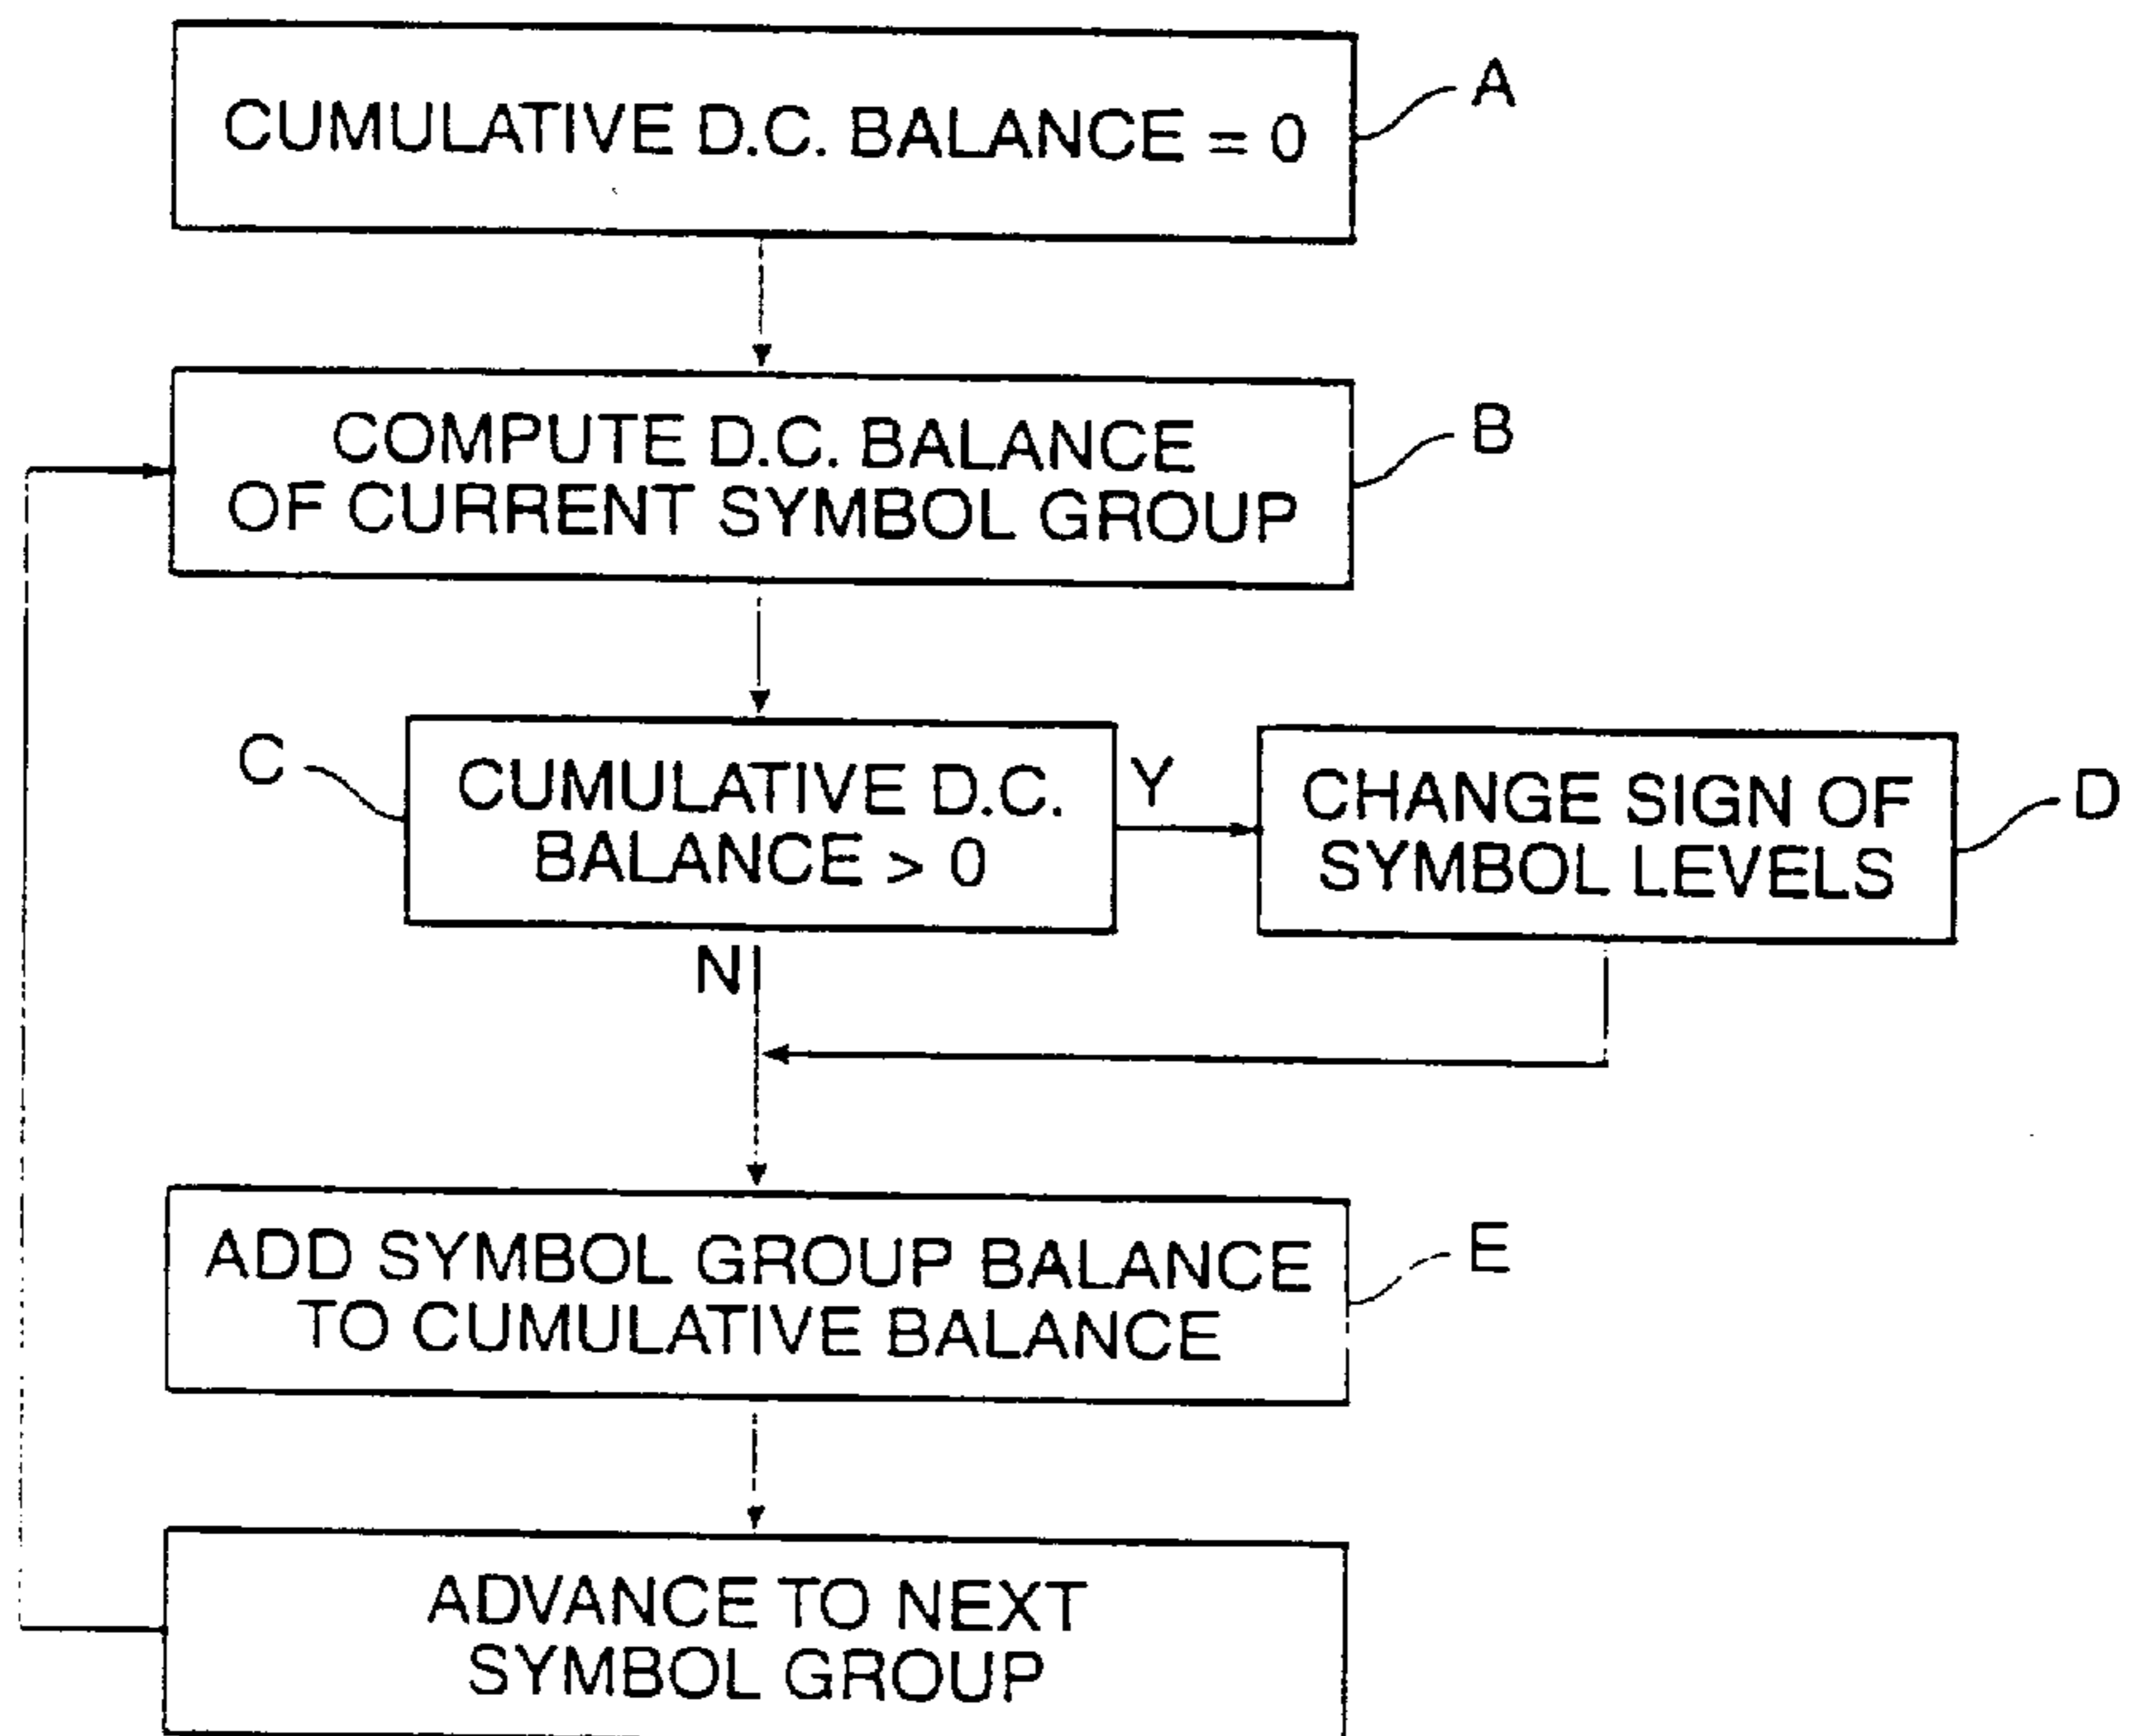 CUMULATIVE D.C. BALANCE = 0
A
COMPUTE D.C. BALANCE
OF CURRENT SYMBOL GROUP
B
C
CUMULATIVE D.C.
BALANCE > 0
Y
CHANGE SIGN OF
SYMBOL LEVELS
D
N
ADD SYMBOL GROUP BALANCE
TO CUMULATIVE BALANCE
E
ADVANCE TO NEXT
SYMBOL GROUP